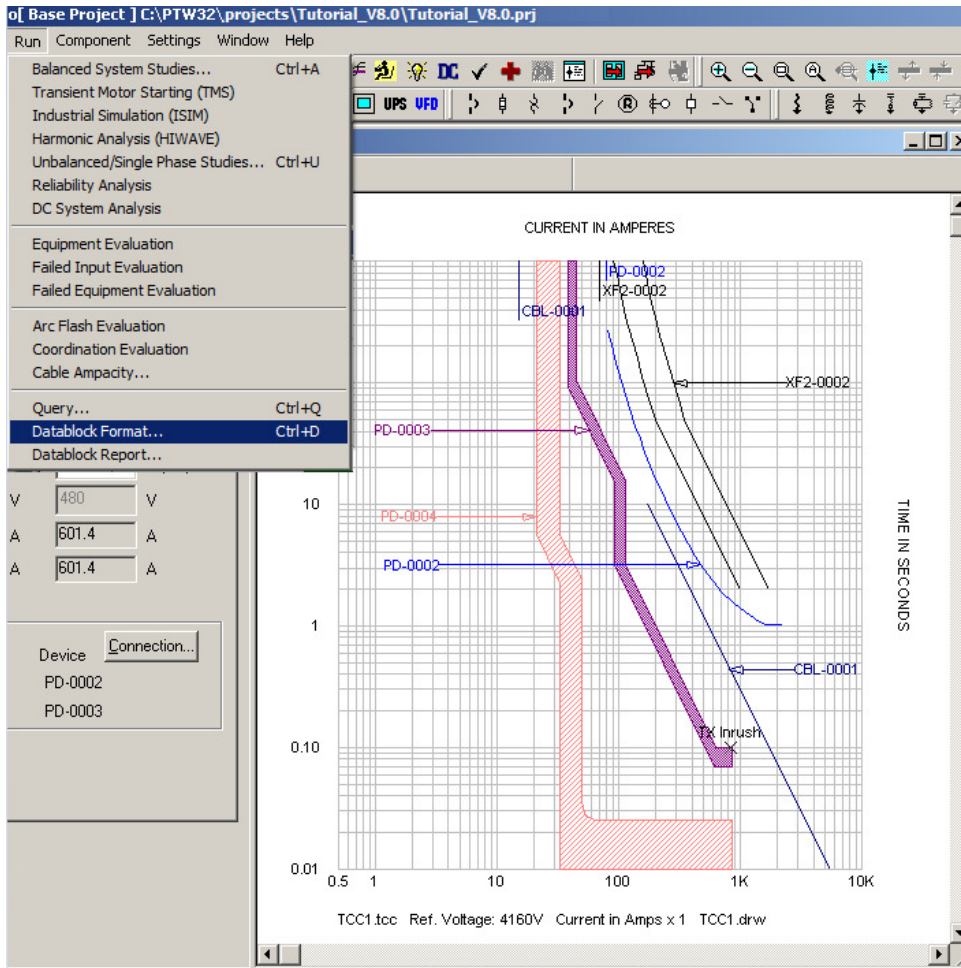 o[ Base Project ] C:\PTW32\projects\Tutorial_V8.0\Tutorial_V8.0.prj
Run Component Settings Window Help
Balanced System Studies... Ctrl+A
Transient Motor Starting (TMS)
Industrial Simulation (ISIM)
Harmonic Analysis (HIWAVE)
Unbalanced/Single Phase Studies... Ctrl+U
Reliability Analysis
DC System Analysis
Equipment Evaluation
Failed Input Evaluation
Failed Equipment Evaluation
Arc Flash Evaluation
Coordination Evaluation
Cable Ampacity...
Query... Ctrl+Q
Datablock Format... Ctrl+D
Datablock Report...
DC
UPS VFD
R
V 480 V
A 601.4 A
A 601.4 A
Device Connection...
PD-0002
PD-0003
CURRENT IN AMPERES
PD-0002
XF2-0002
CBL-0001
XF2-0002
PD-0003
10
PD-0004
PD-0002
1
CBL-0001
TX Inrush
0.10
0.01
0.5 1 10 100 1K 10K
TIME IN SECONDS
TCC1.tcc Ref. Voltage: 4160V Current in Amps x 1 TCC1.drw